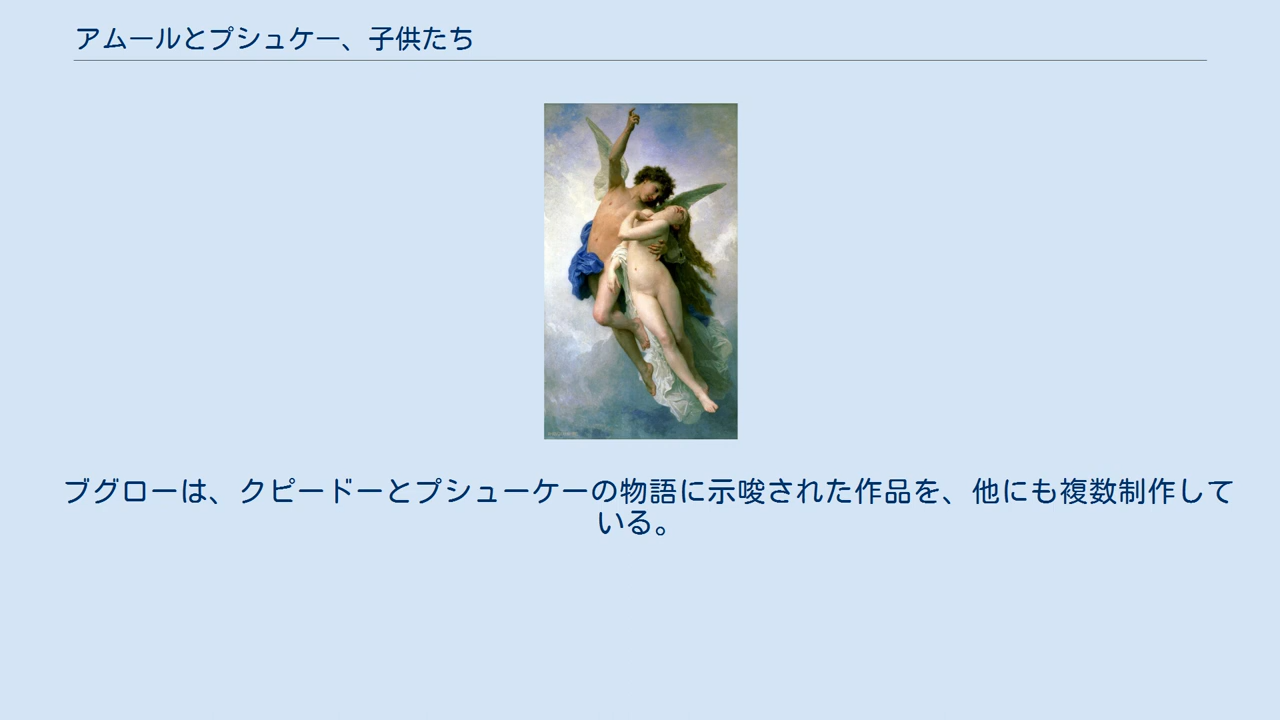 アムールとプシュケー、子供たち
ブグローは、クピードーとプシューケーの物語に示唆された作品を、他にも複数制作して
いる。